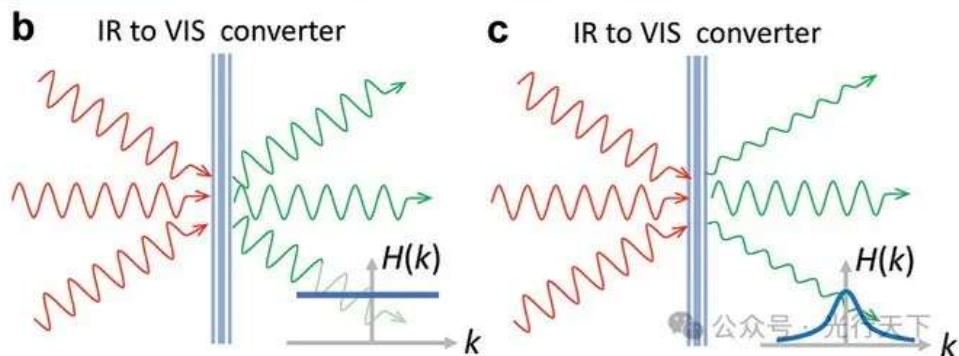 b IR to VIS converter
c IR to VIS converter
H(k)
k
H(k)
k
公众号 · 光行天下